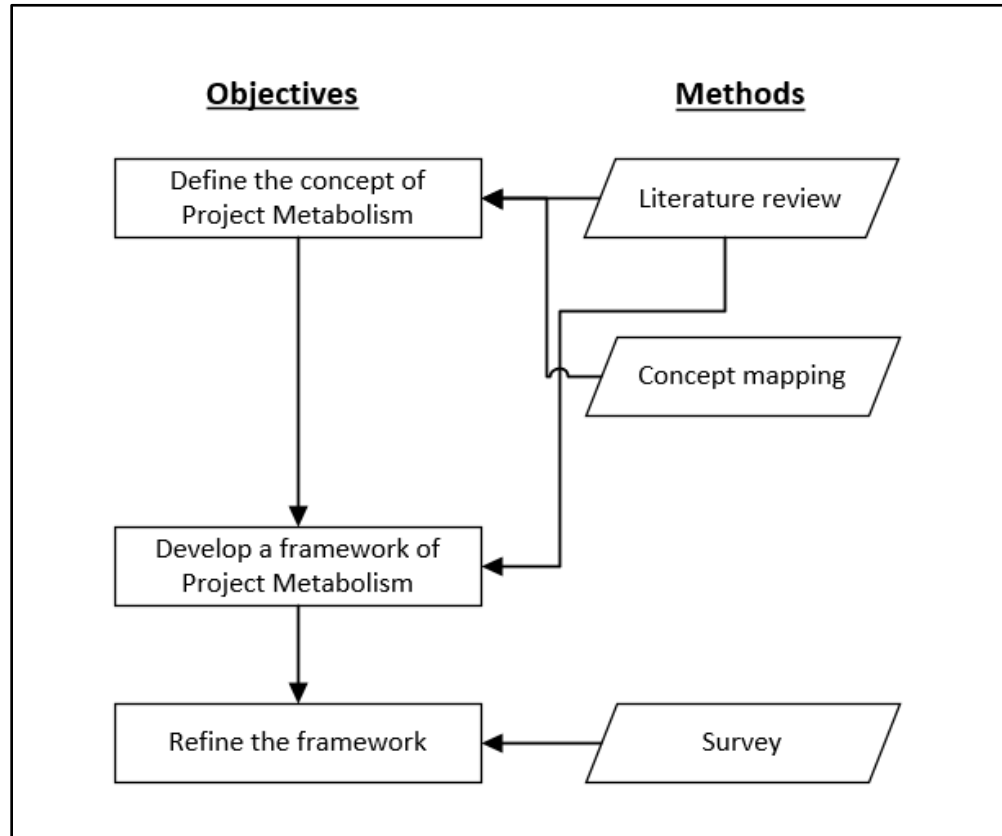 Objectives
Methods
Define the concept of
Project Metabolism
Literature review
Concept mapping
Develop a framework of
Project Metabolism
Refine the framework
Survey